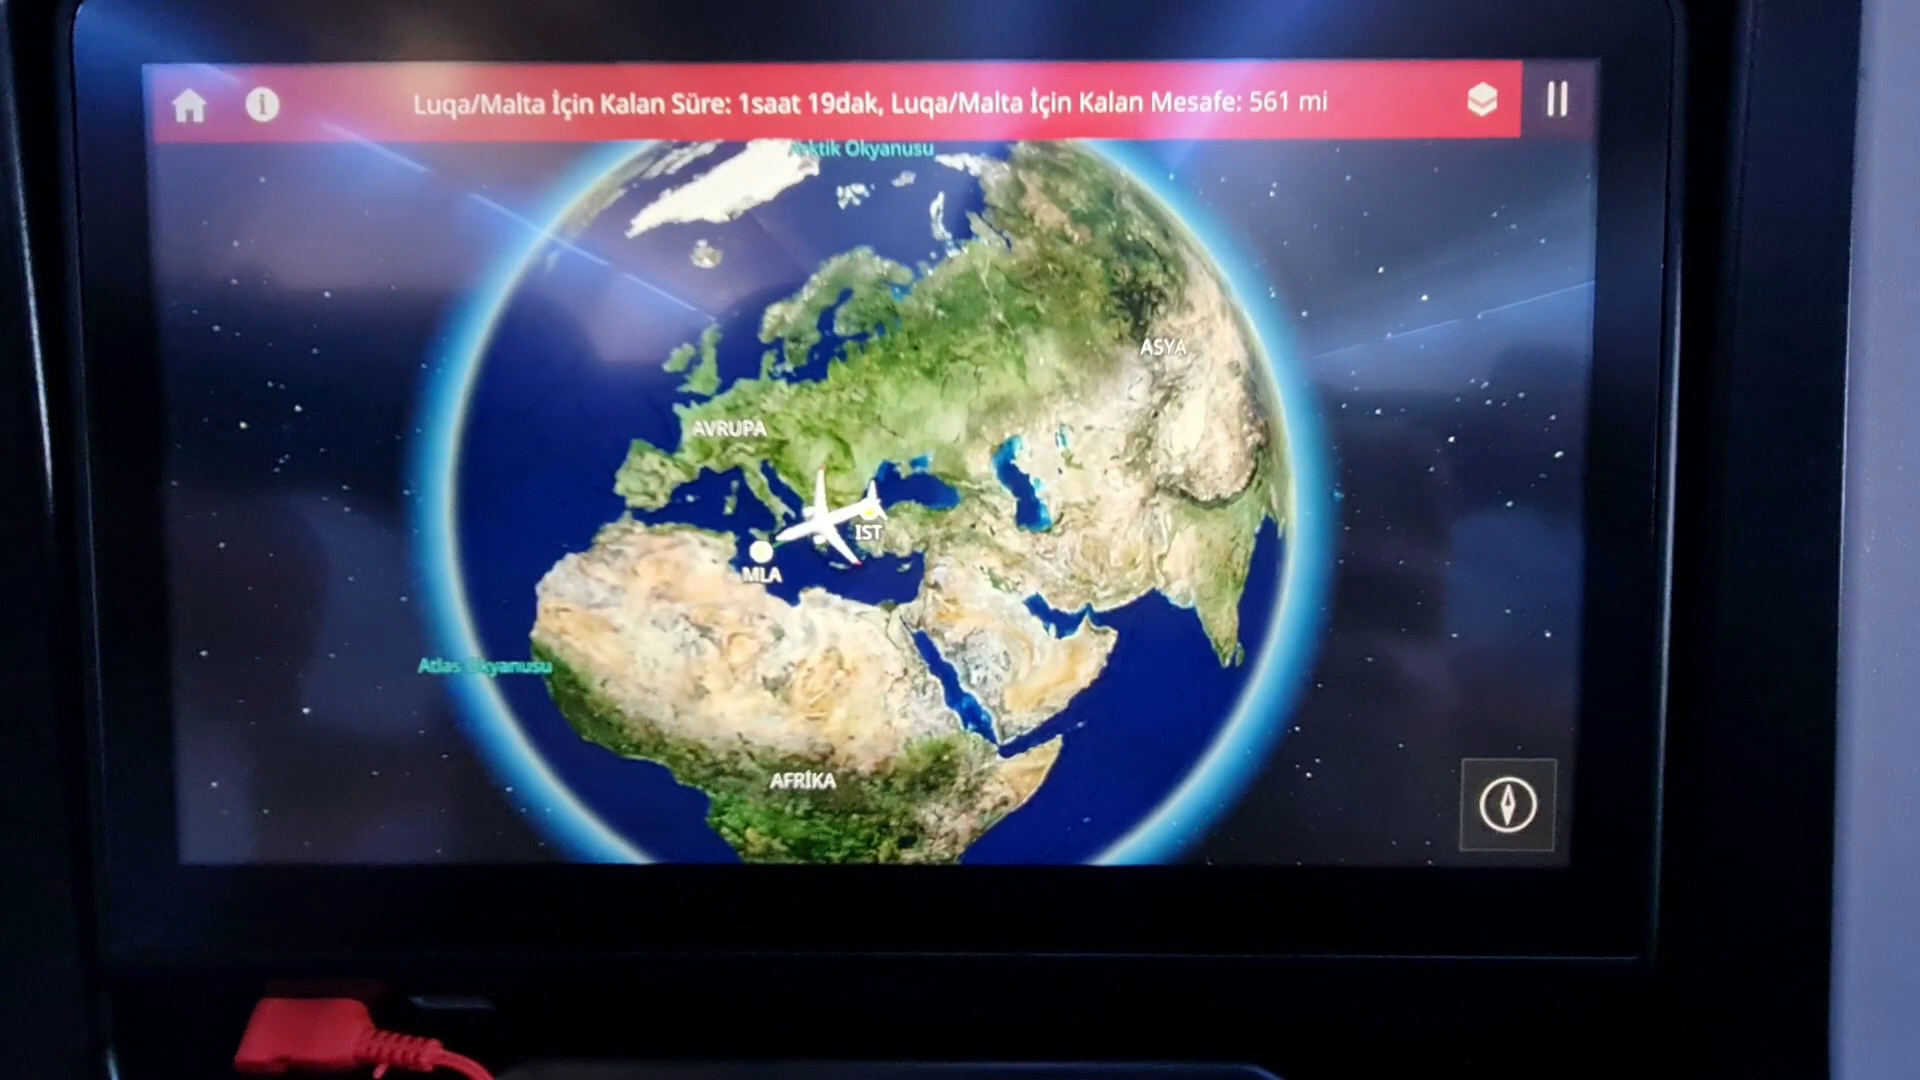 Luqa/Malta İçin Kalan Süre: 1saat 19dak, Luqa/Malta İçin Kalan Mesafe: 561 mi
Arktik Okyanusu
ASYA
AVRUPA
IST
MLA
Atlas Okyanusu
AFRİKA